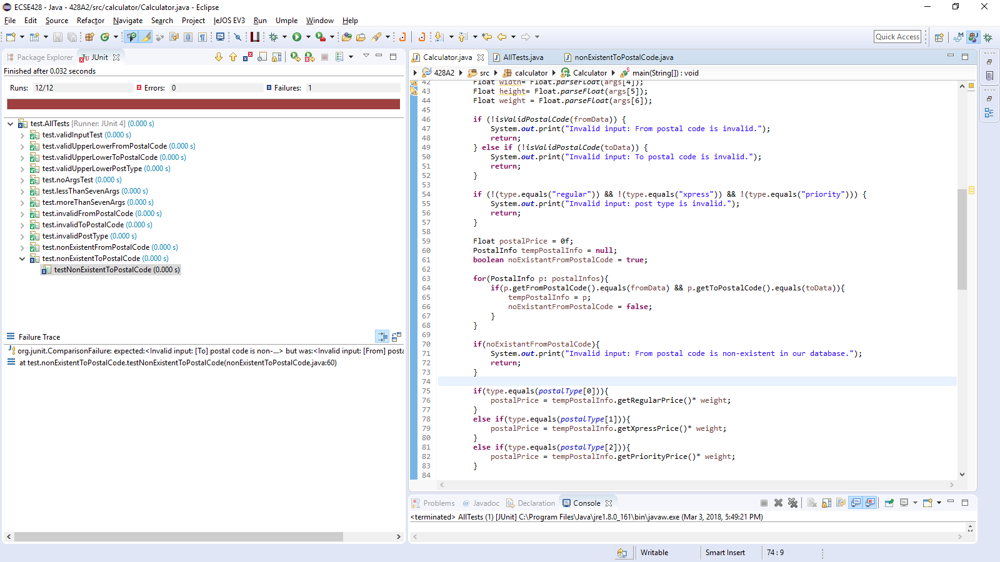 ECSE428 - Java - 428A2/src/calculator/Calculator.java - Eclipse
File Edit Source Refactor Navigate Search Project leJOS EV3 Run Umple Window Help
Quick Access
Package Explorer JUnit
Finished after 0.032 seconds
Runs: 12/12 Errors: 0 Failures: 1
test.AllTests [Runner: JUnit 4] (0.000 s)
test.validInputTest (0.000 s)
test.validUpperLowerFromPostalCode (0.000 s)
test.validUpperLowerToPostalCode (0.000 s)
test.validUpperLowerPostType (0.000 s)
test.noArgsTest (0.000 s)
test.lessThanSevenArgs (0.000 s)
test.moreThanSevenArgs (0.000 s)
test.invalidFromPostalCode (0.000 s)
test.invalidToPostalCode (0.000 s)
test.invalidPostType (0.000 s)
test.nonExistentFromPostalCode (0.000 s)
test.nonExistentToPostalCode (0.000 s)
testNonExistentToPostalCode (0.000 s)
Failure Trace
org.junit.ComparisonFailure: expected:<Invalid input: [To] postal code is non-...> but was:<Invalid input: [From] posta
at test.nonExistentToPostalCode.testNonExistentToPostalCode(nonExistentToPostalCode.java:60)
Calculator.java AllTests.java nonExistentToPostalCode.java
428A2 src calculator Calculator main(String[]) : void
42 Float width= Float.parseFloat(args[4]);
43 Float height= Float.parseFloat(args[5]);
44 Float weight = Float.parseFloat(args[6]);
45
46 if (!isValidPostalCode(fromData)) {
47 System.out.print("Invalid input: From postal code is invalid.");
48 return;
49 } else if (!isValidPostalCode(toData)) {
50 System.out.print("Invalid input: To postal code is invalid.");
51 return;
52 }
53
54 if (!(type.equals("regular")) && !(type.equals("xpress")) && !(type.equals("priority"))) {
55 System.out.print("Invalid input: post type is invalid.");
56 return;
57 }
58
59 Float postalPrice = 0f;
60 PostalInfo tempPostalInfo = null;
61 boolean noExistantFromPostalCode = true;
62
63 for(PostalInfo p: postalInfos){
64 if(p.getFromPostalCode().equals(fromData) && p.getToPostalCode().equals(toData)){
65 tempPostalInfo = p;
66 noExistantFromPostalCode = false;
67 }
68 }
69
70 if(noExistantFromPostalCode){
71 System.out.print("Invalid input: From postal code is non-existent in our database.");
72 return;
73 }
74
75 if(type.equals(postalType[0])){
76 postalPrice = tempPostalInfo.getRegularPrice()* weight;
77 }
78 else if(type.equals(postalType[1])){
79 postalPrice = tempPostalInfo.getXpressPrice()* weight;
80 }
81 else if(type.equals(postalType[2])){
82 postalPrice = tempPostalInfo.getPriorityPrice()* weight;
83 }
84
Problems @ Javadoc Declaration Console
<terminated> AllTests (1) [JUnit] C:\Program Files\Java\jre1.8.0_161\bin\javaw.exe (Mar 3, 2018, 5:49:21 PM)
Writable Smart Insert 74 : 9